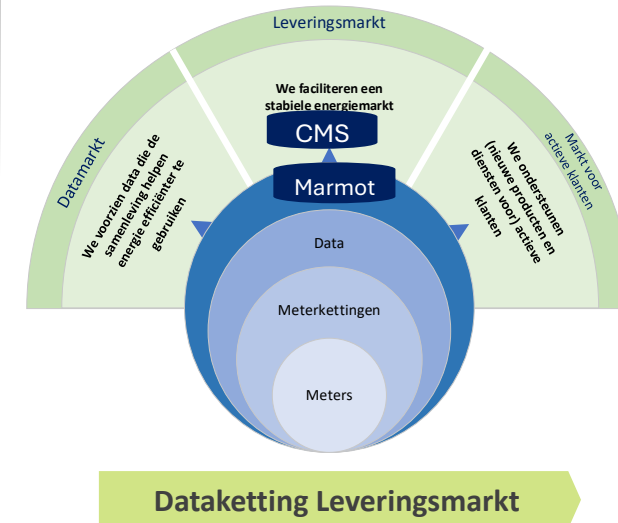 Leveringsmarkt
We faciliteren een
stabiele energiemarkt
CMS
Marmot
Datamarkt
We voorzien data die de
samenleving helpen
energie efficiënter te
gebruiken
Markt voor
actieve klanten
We ondersteunen
(nieuwe producten en
diensten voor) actieve
klanten
Data
Meterkettingen
Meters
Dataketting Leveringsmarkt